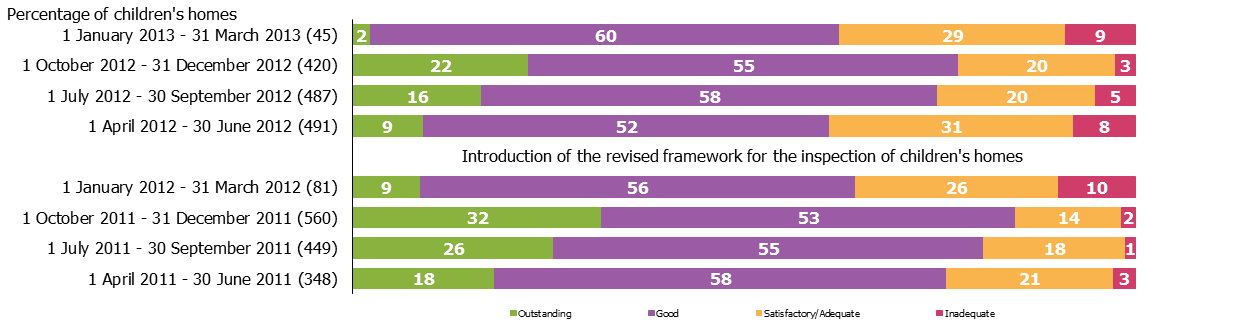 Percentage of children's homes
1 January 2013 - 31 March 2013 (45) 2 60 29 9
1 October 2012 - 31 December 2012 (420) 22 55 20 3
1 July 2012 - 30 September 2012 (487) 16 58 20 5
1 April 2012 - 30 June 2012 (491) 9 52 31 8
Introduction of the revised framework for the inspection of children's homes
1 January 2012 - 31 March 2012 (81) 9 56 26 10
1 October 2011 - 31 December 2011 (560) 32 53 14 2
1 July 2011 - 30 September 2011 (449) 26 55 18 1
1 April 2011 - 30 June 2011 (348) 18 58 21 3
Outstanding Good Satisfactory/Adequate Inadequate